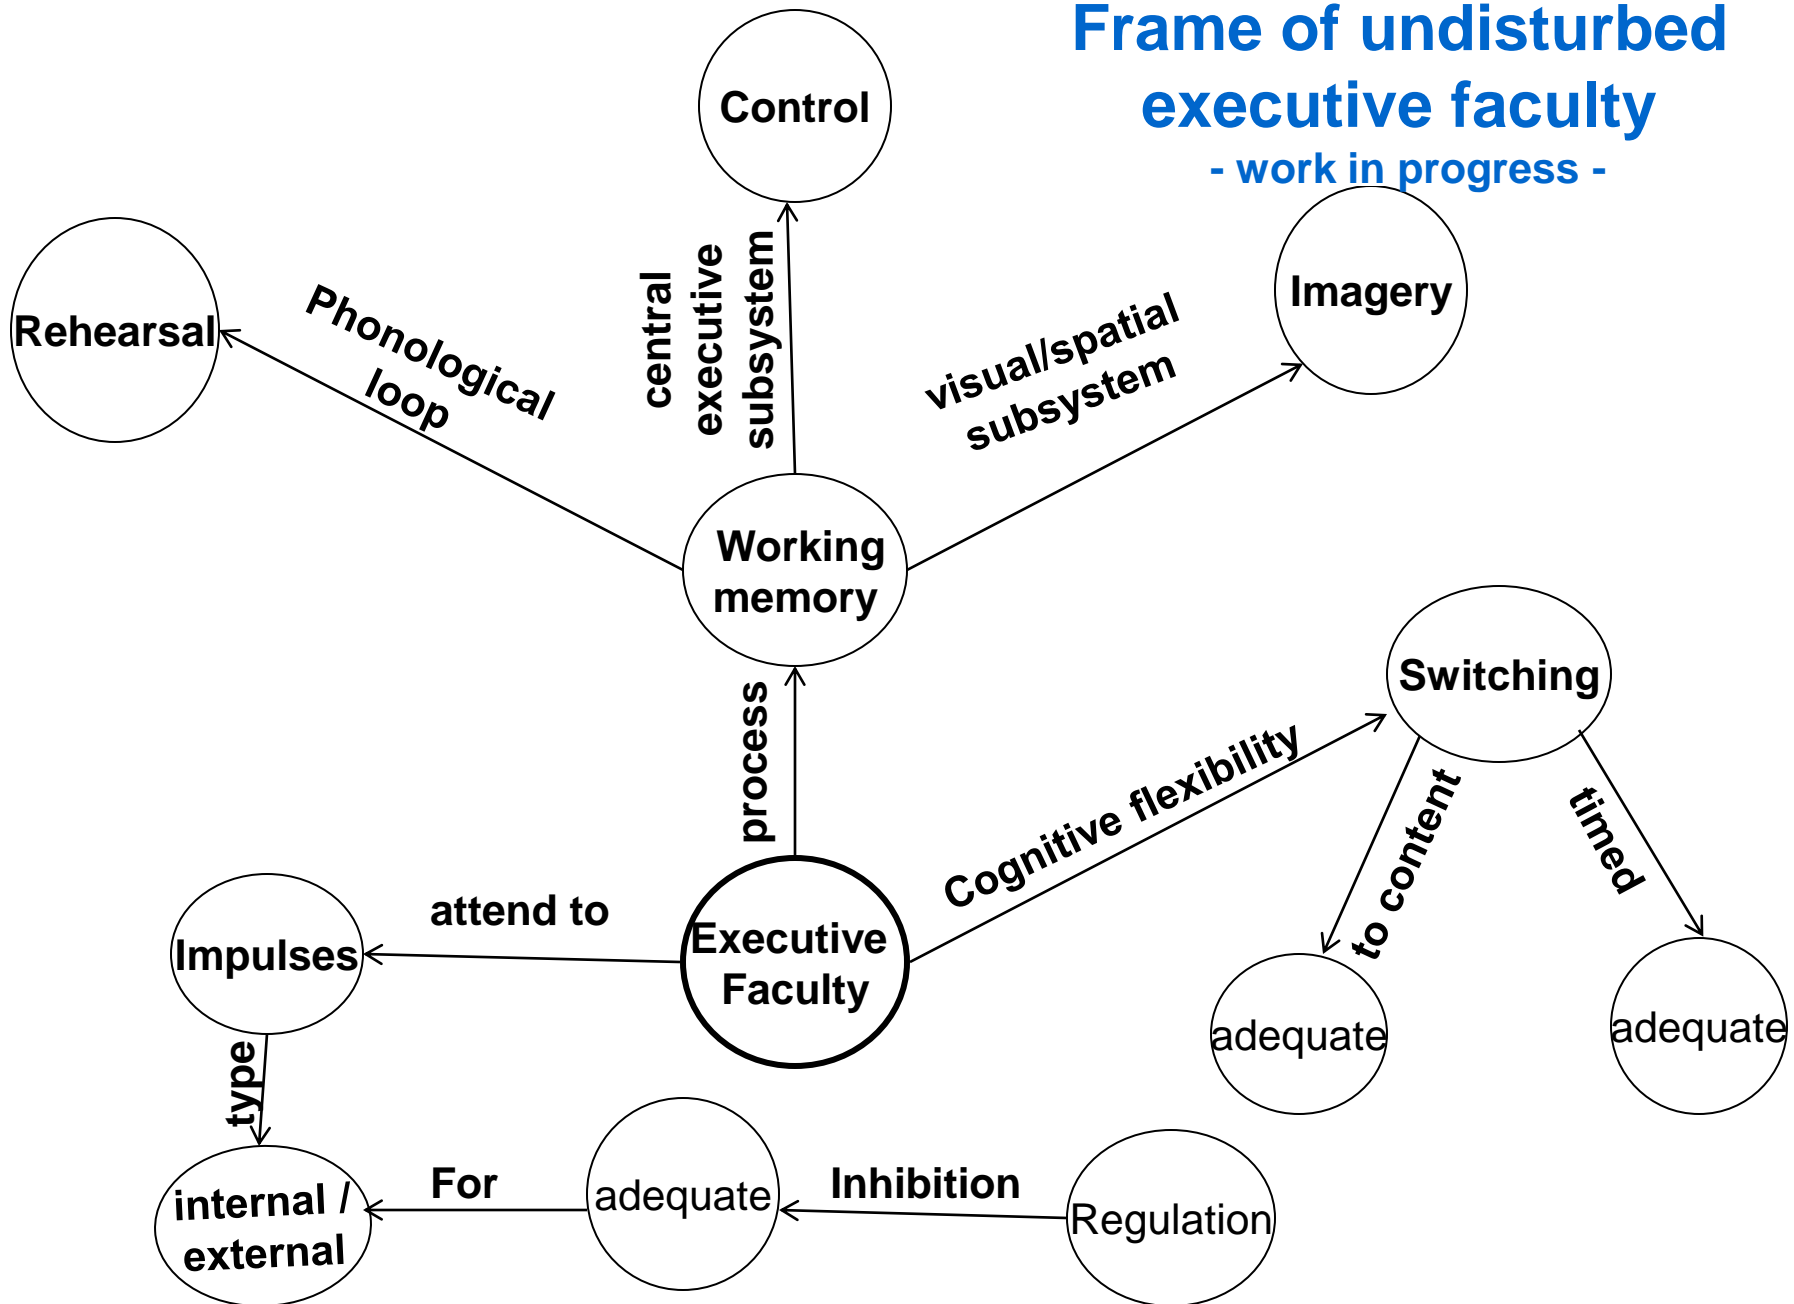 Frame of undisturbed
executive faculty
- work in progress -
Control
Rehearsal
Phonological
loop
central
executive
subsystem
visual/spatial
subsystem
Imagery
Working
memory
process
Cognitive flexibility
Switching
to content
timed
adequate
adequate
Executive
Faculty
attend to
Impulses
type
internal /
external
For
adequate
Inhibition
Regulation